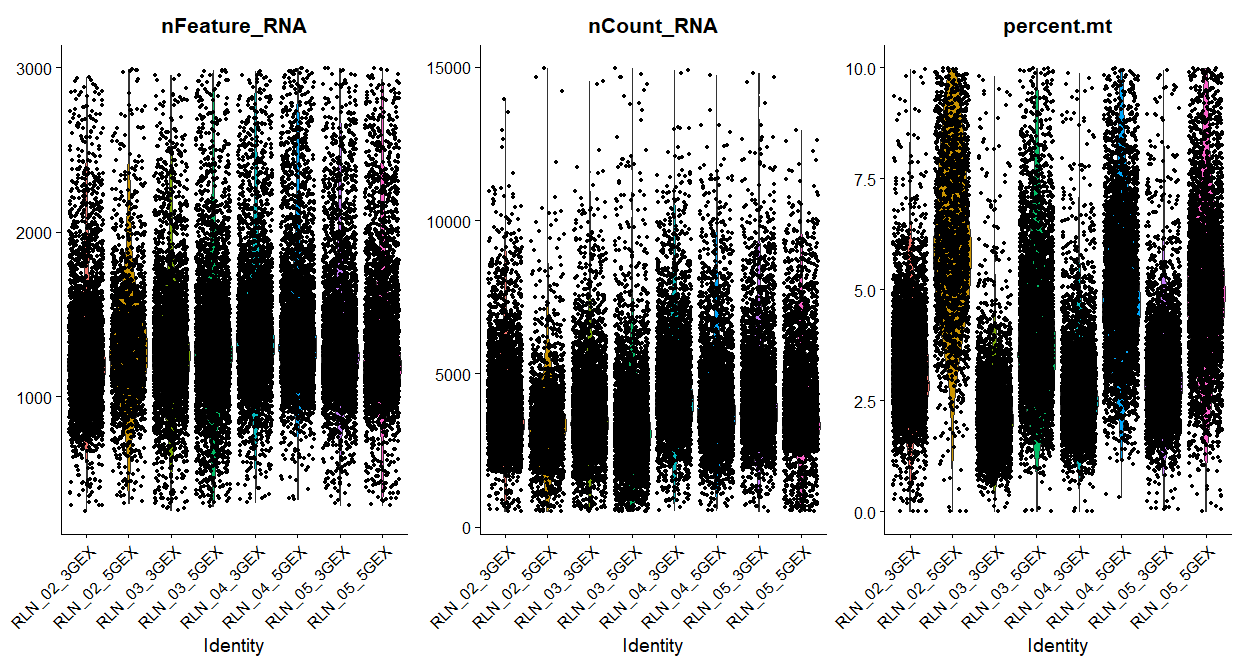 nFeature_RNA
3000
2000
1000
RLN_02_3GEX
RLN_02_5GEX
RLN_03_3GEX
RLN_03_5GEX
RLN_04_3GEX
RLN_04_5GEX
RLN_05_3GEX
RLN_05_5GEX
Identity
nCount_RNA
15000
10000
5000
0
RLN_02_3GEX
RLN_02_5GEX
RLN_03_3GEX
RLN_03_5GEX
RLN_04_3GEX
RLN_04_5GEX
RLN_05_3GEX
RLN_05_5GEX
Identity
percent.mt
10.0
7.5
5.0
2.5
0.0
RLN_02_3GEX
RLN_02_5GEX
RLN_03_3GEX
RLN_03_5GEX
RLN_04_3GEX
RLN_04_5GEX
RLN_05_3GEX
RLN_05_5GEX
Identity